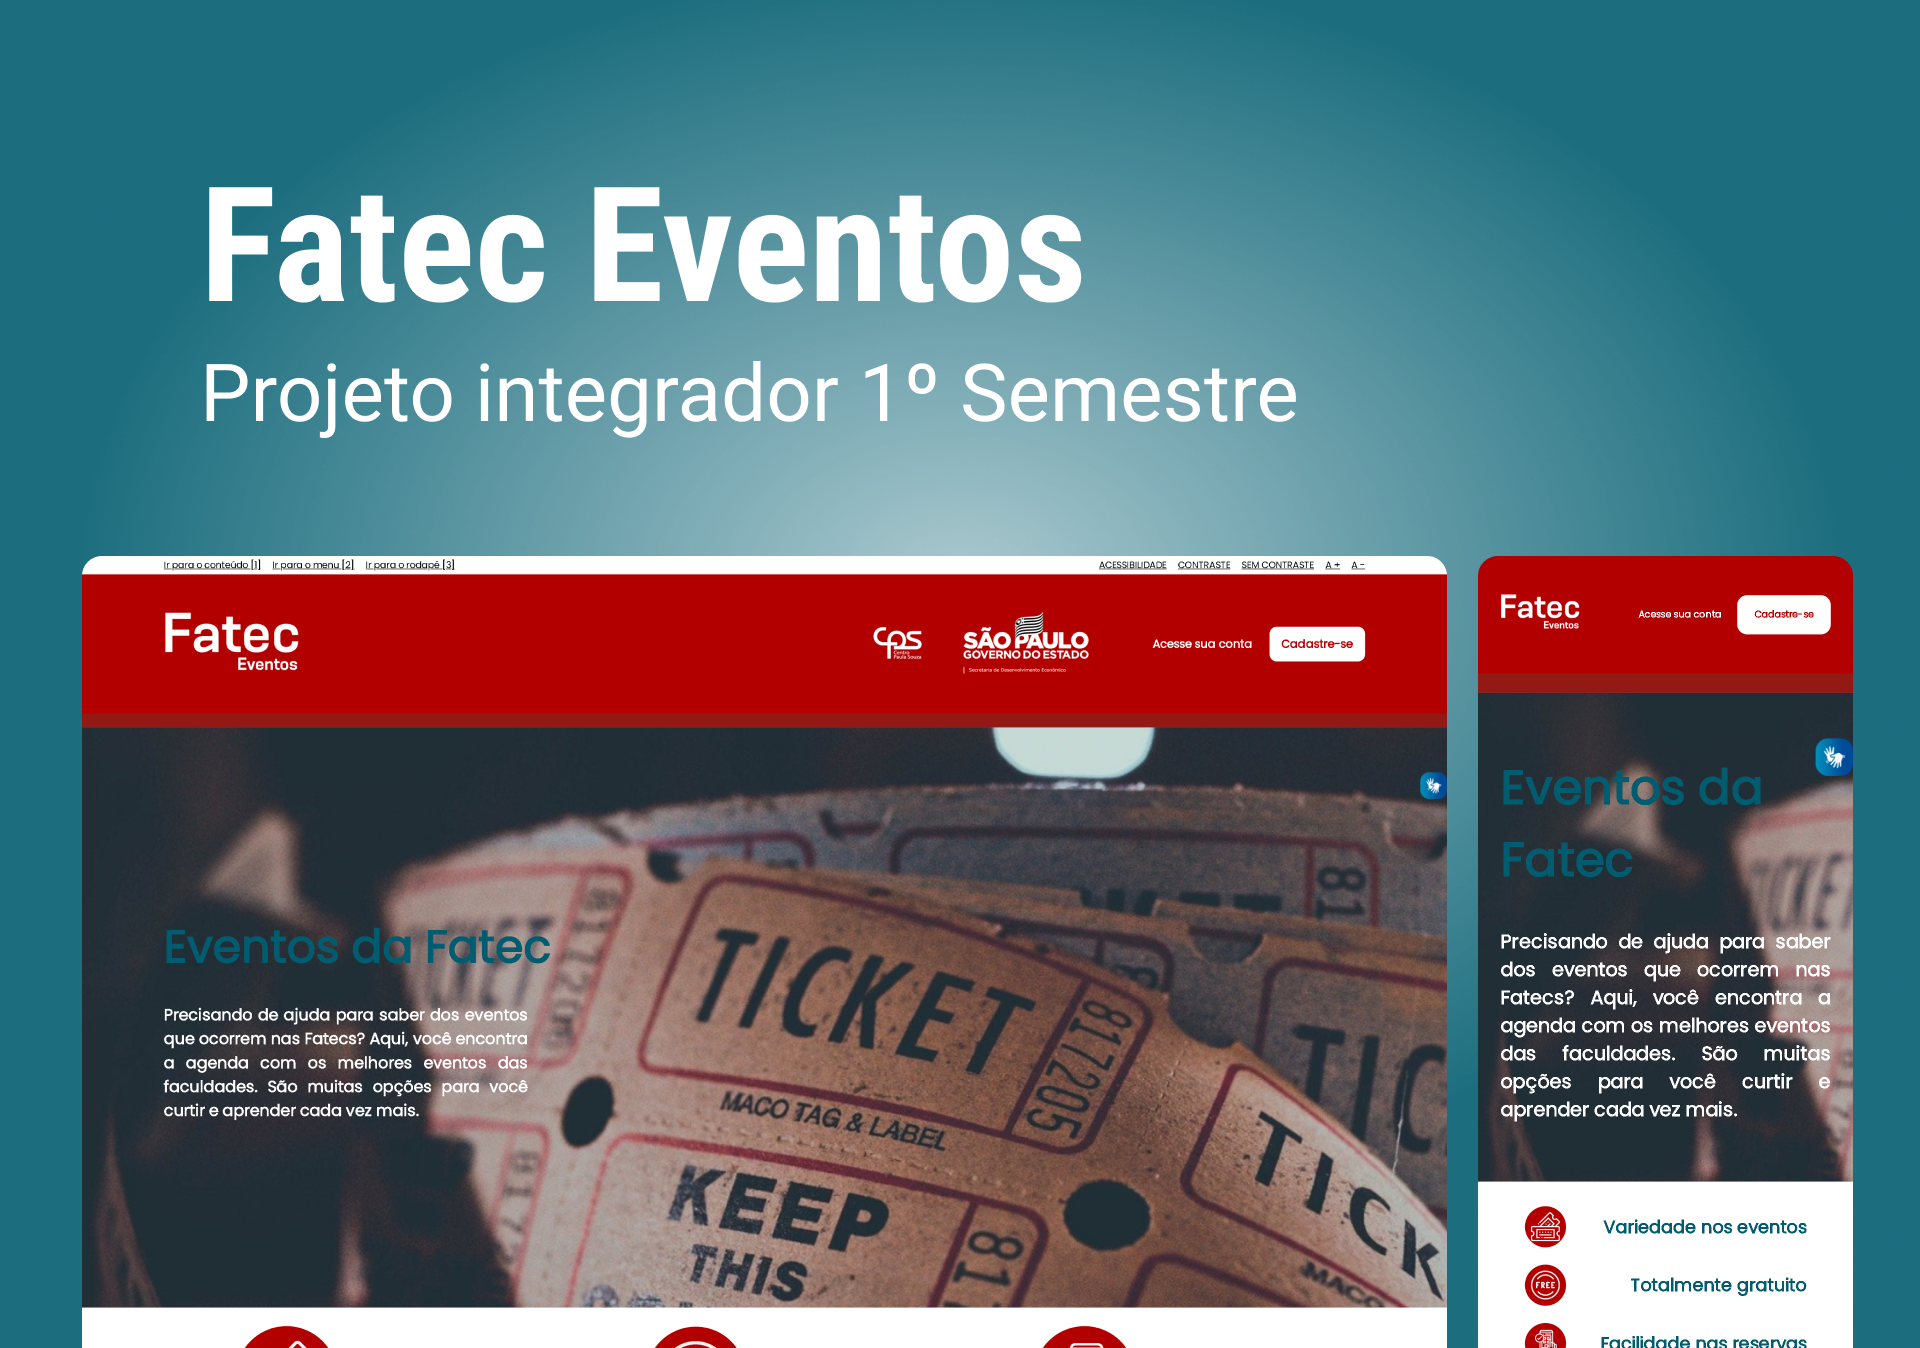 Fatec Eventos
Projeto integrador 1º Semestre
Ir para o conteúdo [1] Ir para o menu [2] Ir para o rodapé [3]
ACESSIBILIDADE CONTRASTE SEM CONTRASTE A + A -
Fatec
Eventos
cps
Centro
Paula Souza
SÃO PAULO
GOVERNO DO ESTADO
Secretaria de Desenvolvimento Econômico
Acesse sua conta
Cadastre-se
Eventos da Fatec
Precisando de ajuda para saber dos eventos
que ocorrem nas Fatecs? Aqui, você encontra
a agenda com os melhores eventos das
faculdades. São muitas opções para você
curtir e aprender cada vez mais.
TICKET
817205
MACO TAG & LABEL
KEEP
THIS
817
TICK
MACO
81
TIC
Fatec
Eventos
Acesse sua conta
Cadastre-se
Eventos da
Fatec
Precisando de ajuda para saber
dos eventos que ocorrem nas
Fatecs? Aqui, você encontra a
agenda com os melhores eventos
das faculdades. São muitas
opções para você curtir e
aprender cada vez mais.
Variedade nos eventos
FREE
Totalmente gratuito
Facilidade nas reservas